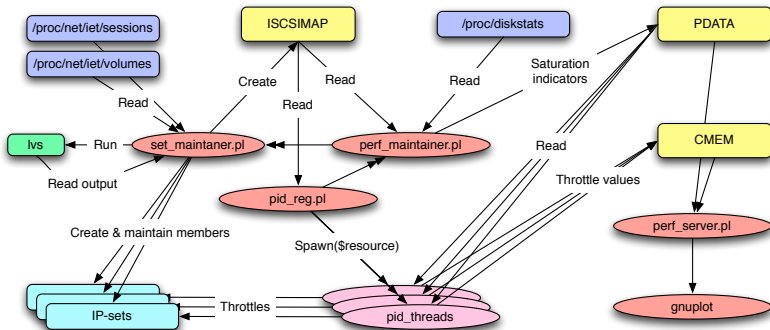 /proc/net/iet/sessions
ISCSIMAP
/proc/diskstats
PDATA
/proc/net/iet/volumes
Create
Read
Read
Saturation
indicators
Read
Read
lvs
Run
set_maintaner.pl
perf_maintainer.pl
Read
CMEM
Read output
pid_reg.pl
Throttle values
Create & maintain members
Spawn($resource)
perf_server.pl
IP-sets
Throttles
pid_threads
gnuplot